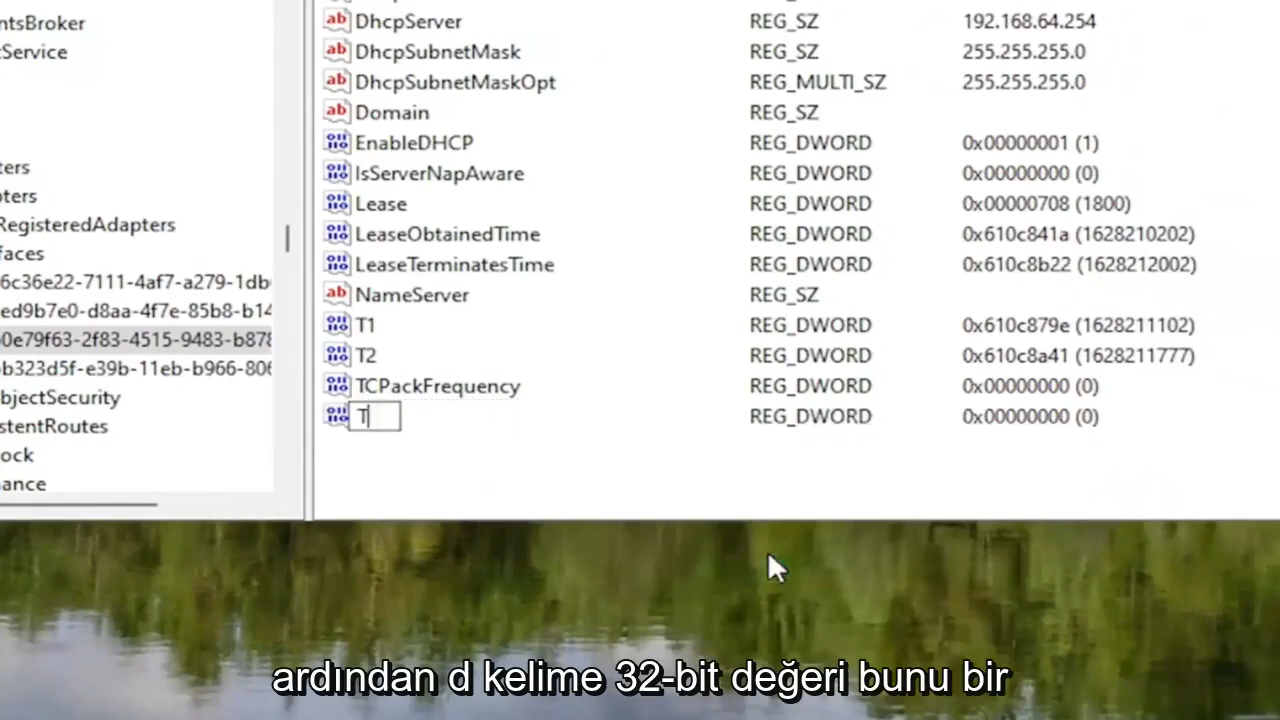 ntsBroker
tService
ters
oters
RegisteredAdapters
faces
6c36e22-7111-4af7-a279-1db
ed9b7e0-d8aa-4f7e-85b8-b14
0e79f63-2f83-4515-9483-b878
b323d5f-e39b-11eb-b966-806
bjectSecurity
stentRoutes
ock
ance
DhcpServer REG_SZ 192.168.64.254
DhcpSubnetMask REG_SZ 255.255.255.0
DhcpSubnetMaskOpt REG_MULTI_SZ 255.255.255.0
Domain REG_SZ
EnableDHCP REG_DWORD 0x00000001 (1)
IsServerNapAware REG_DWORD 0x00000000 (0)
Lease REG_DWORD 0x00000708 (1800)
LeaseObtainedTime REG_DWORD 0x610c841a (1628210202)
LeaseTerminatesTime REG_DWORD 0x610c8b22 (1628212002)
NameServer REG_SZ
T1 REG_DWORD 0x610c879e (1628211102)
T2 REG_DWORD 0x610c8a41 (1628211777)
TCPackFrequency REG_DWORD 0x00000000 (0)
T REG_DWORD 0x00000000 (0)
ardından d kelime 32-bit değeri bunu bir